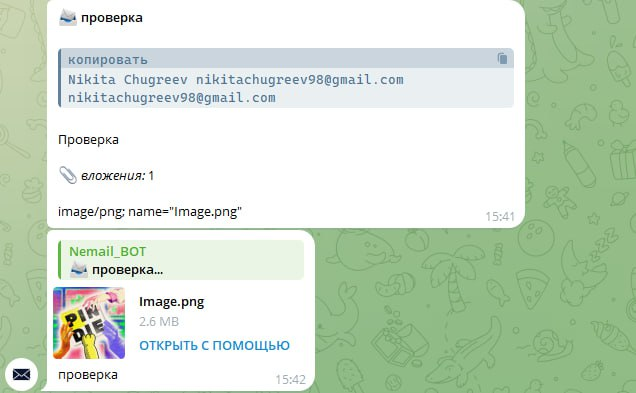 проверка
копировать
Nikita Chugreev nikitachugreev98@gmail.com
nikitachugreev98@gmail.com
Проверка
вложения: 1
image/png; name="Image.png"
15:41
Nemail_BOT
проверка...
PIN
DIE
Image.png
2.6 MB
ОТКРЫТЬ С ПОМОЩЬЮ
проверка
15:42